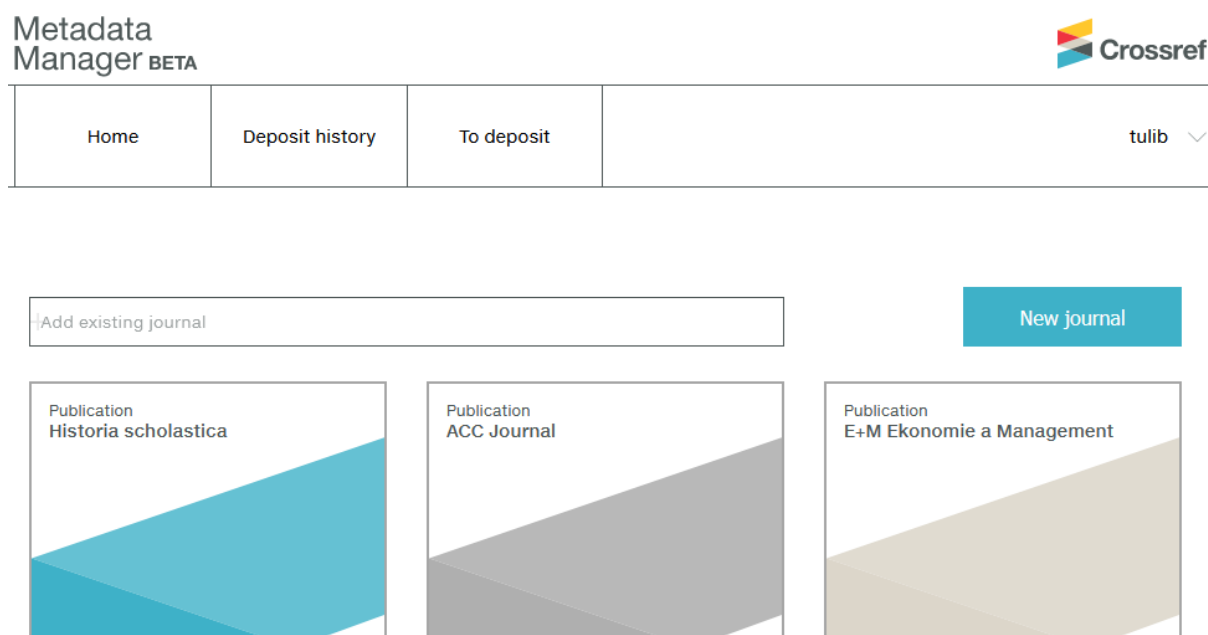 Metadata
Manager BETA
Crossref
Home
Deposit history
To deposit
tulib
Add existing journal
New journal
Publication
Historia scholastica
Publication
ACC Journal
Publication
E+M Ekonomie a Management